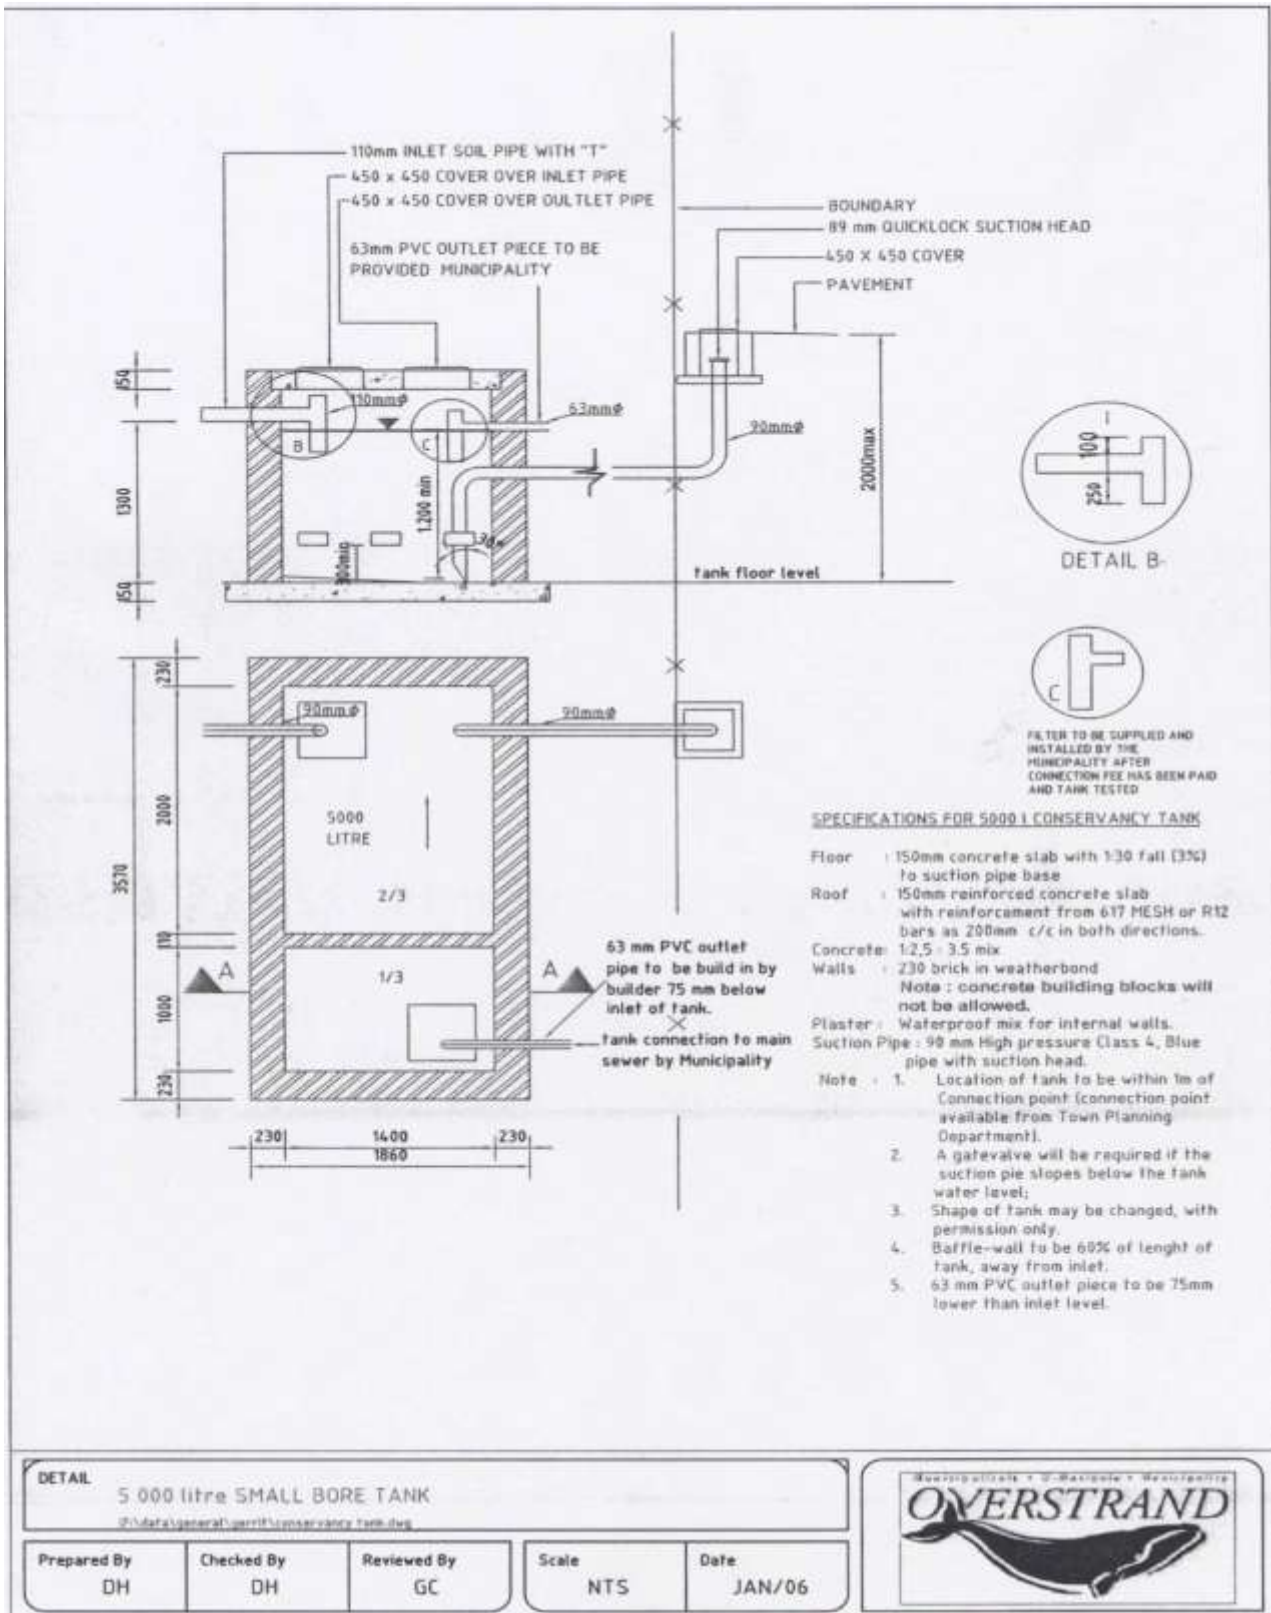 110mm INLET SOIL PIPE WITH "T"
450 x 450 COVER OVER INLET PIPE
450 x 450 COVER OVER OULTLET PIPE
63mm PVC OUTLET PIECE TO BE
PROVIDED MUNICIPALITY
BOUNDARY
89 mm QUICKLOCK SUCTION HEAD
450 X 450 COVER
PAVEMENT
150
110mmØ
63mmØ
B
C
90mmØ
1300
1.200 min
300min
30°
150
2000max
tank floor level
100
250
DETAIL B-
C
FILTER TO BE SUPPLIED AND
INSTALLED BY THE
MUNICIPALITY AFTER
CONNECTION FEE HAS BEEN PAID
AND TANK TESTED
230
90mmØ
90mmØ
2000
5000
LITRE
3570
2/3
110
A
1/3
A
1000
230
63 mm PVC outlet
pipe to be build in by
builder 75 mm below
inlet of tank.
tank connection to main
sewer by Municipality
230
1400
230
1860
SPECIFICATIONS FOR 5000 l CONSERVANCY TANK
Floor : 150mm concrete slab with 1:30 fall (3%)
to suction pipe base
Roof : 150mm reinforced concrete slab
with reinforcement from 617 MESH or R12
bars as 200mm c/c in both directions.
Concrete: 1:2,5 : 3.5 mix
Walls : 230 brick in weatherbond
Note : concrete building blocks will
not be allowed.
Plaster : Waterproof mix for internal walls.
Suction Pipe : 90 mm High pressure Class 4, Blue
pipe with suction head.
Note : 1. Location of tank to be within 1m of
Connection point (connection point
available from Town Planning
Department).
2. A gatevalve will be required if the
suction pie slopes below the tank
water level;
3. Shape of tank may be changed, with
permission only.
4. Baffle-wall to be 60% of lenght of
tank, away from inlet.
5. 63 mm PVC outlet piece to be 75mm
lower than inlet level.
DETAIL
5 000 litre SMALL BORE TANK
P:\data\general\gerrit\conservancy tank.dwg
Prepared By
DH
Checked By
DH
Reviewed By
GC
Scale
NTS
Date
JAN/06
Munisipaliteit • U-Masipala • Municipality
OVERSTRAND